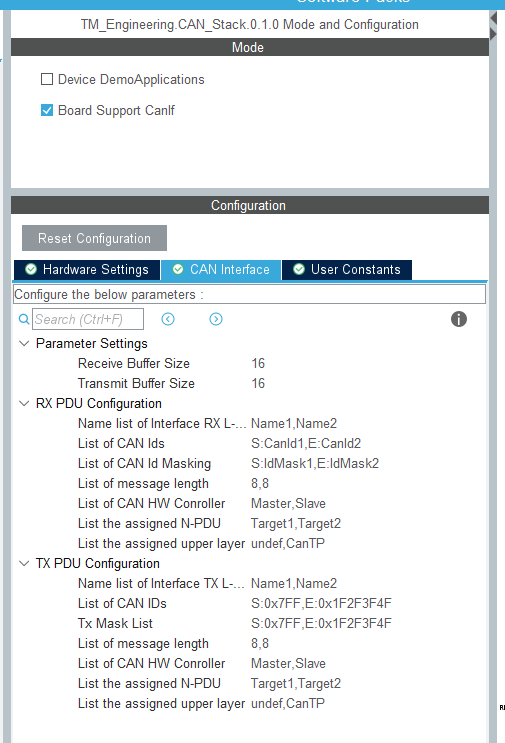 TM_Engineering.CAN_Stack.0.1.0 Mode and Configuration
Mode
Device DemoApplications
Board Support CanIf
Configuration
Reset Configuration
Hardware Settings CAN Interface User Constants
Configure the below parameters :
Search (Ctrl+F)
Parameter Settings
Receive Buffer Size 16
Transmit Buffer Size 16
RX PDU Configuration
Name list of Interface RX L-... Name1,Name2
List of CAN Ids S:CanId1,E:CanId2
List of CAN Id Masking S:IdMask1,E:IdMask2
List of message length 8,8
List of CAN HW Conroller Master,Slave
List the assigned N-PDU Target1,Target2
List the assigned upper layer undef,CanTP
TX PDU Configuration
Name list of Interface TX L-... Name1,Name2
List of CAN IDs S:0x7FF,E:0x1F2F3F4F
Tx Mask List S:0x7FF,E:0x1F2F3F4F
List of message length 8,8
List of CAN HW Conroller Master,Slave
List the assigned N-PDU Target1,Target2
List the assigned upper layer undef,CanTP